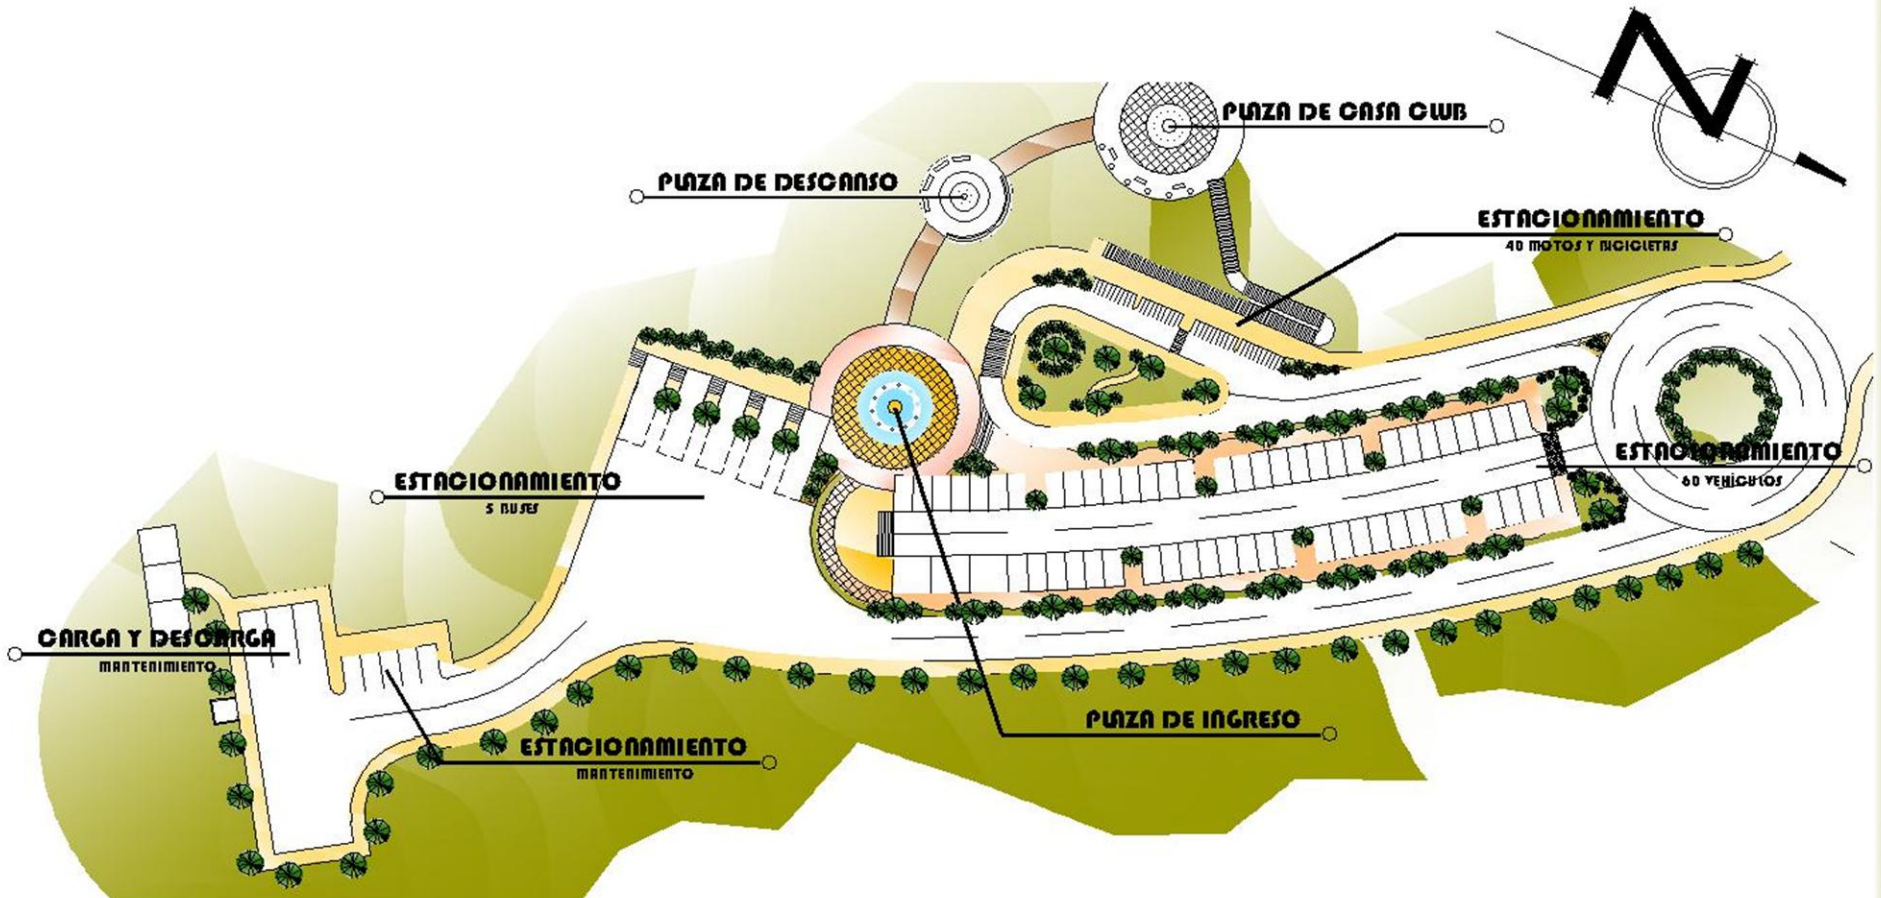 N
PLAZA DE CASA CLUB
PLAZA DE DESCANSO
ESTACIONAMIENTO
40 MOTOS Y BICICLETAS
ESTACIONAMIENTO
60 VEHÍCULOS
ESTACIONAMIENTO
5 BUSES
CARGA Y DESCARGA
MANTENIMIENTO
PLAZA DE INGRESO
ESTACIONAMIENTO
MANTENIMIENTO